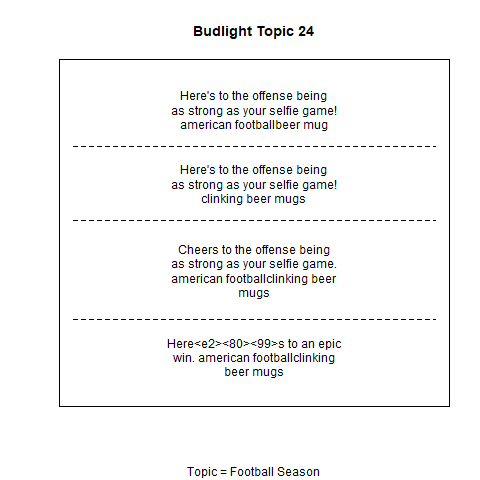 Budlight Topic 24
Here's to the offense being
as strong as your selfie game!
american footballbeer mug
Here's to the offense being
as strong as your selfie game!
clinking beer mugs
Cheers to the offense being
as strong as your selfie game.
american footballclinking beer
mugs
Here<e2><80><99>s to an epic
win. american footballclinking
beer mugs
Topic = Football Season